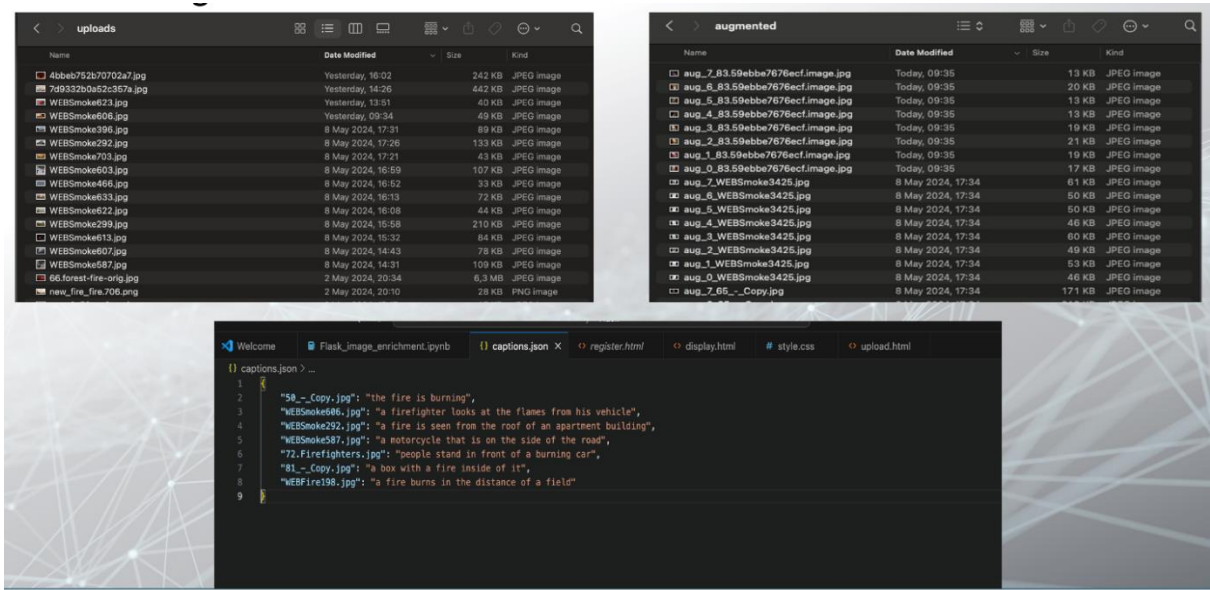 uploads
Name Date Modified Size Kind
4bbeb752b70702a7.jpg Yesterday, 16:02 242 KB JPEG image
7d9332b0a52c357a.jpg Yesterday, 14:26 442 KB JPEG image
WEBSmoke623.jpg Yesterday, 13:51 40 KB JPEG image
WEBSmoke606.jpg Yesterday, 09:34 49 KB JPEG image
WEBSmoke396.jpg 8 May 2024, 17:31 89 KB JPEG image
WEBSmoke292.jpg 8 May 2024, 17:26 133 KB JPEG image
WEBSmoke703.jpg 8 May 2024, 17:21 43 KB JPEG image
WEBSmoke603.jpg 8 May 2024, 16:59 107 KB JPEG image
WEBSmoke466.jpg 8 May 2024, 16:52 33 KB JPEG image
WEBSmoke633.jpg 8 May 2024, 16:13 72 KB JPEG image
WEBSmoke622.jpg 8 May 2024, 16:08 44 KB JPEG image
WEBSmoke299.jpg 8 May 2024, 15:58 210 KB JPEG image
WEBSmoke613.jpg 8 May 2024, 15:32 84 KB JPEG image
WEBSmoke607.jpg 8 May 2024, 14:43 78 KB JPEG image
WEBSmoke587.jpg 8 May 2024, 14:31 109 KB JPEG image
66.forest-fire-orig.jpg 2 May 2024, 20:34 6,3 MB JPEG image
new_fire_fire.706.png 2 May 2024, 20:10 28 KB PNG image
augmented
Name Date Modified Size Kind
aug_7_83.59ebbe7676ecf.image.jpg Today, 09:35 13 KB JPEG image
aug_6_83.59ebbe7676ecf.image.jpg Today, 09:35 20 KB JPEG image
aug_5_83.59ebbe7676ecf.image.jpg Today, 09:35 13 KB JPEG image
aug_4_83.59ebbe7676ecf.image.jpg Today, 09:35 13 KB JPEG image
aug_3_83.59ebbe7676ecf.image.jpg Today, 09:35 19 KB JPEG image
aug_2_83.59ebbe7676ecf.image.jpg Today, 09:35 21 KB JPEG image
aug_1_83.59ebbe7676ecf.image.jpg Today, 09:35 19 KB JPEG image
aug_0_83.59ebbe7676ecf.image.jpg Today, 09:35 17 KB JPEG image
aug_7_WEBSmoke3425.jpg 8 May 2024, 17:34 61 KB JPEG image
aug_6_WEBSmoke3425.jpg 8 May 2024, 17:34 50 KB JPEG image
aug_5_WEBSmoke3425.jpg 8 May 2024, 17:34 50 KB JPEG image
aug_4_WEBSmoke3425.jpg 8 May 2024, 17:34 46 KB JPEG image
aug_3_WEBSmoke3425.jpg 8 May 2024, 17:34 60 KB JPEG image
aug_2_WEBSmoke3425.jpg 8 May 2024, 17:34 49 KB JPEG image
aug_1_WEBSmoke3425.jpg 8 May 2024, 17:34 53 KB JPEG image
aug_0_WEBSmoke3425.jpg 8 May 2024, 17:34 46 KB JPEG image
aug_7_65_-_Copy.jpg 8 May 2024, 17:34 171 KB JPEG image
Welcome Flask_image_enrichment.ipynb {} captions.json × <> register.html <> display.html # style.css <> upload.html
{} captions.json > ...
1 {
2 "50_-_Copy.jpg": "the fire is burning",
3 "WEBSmoke606.jpg": "a firefighter looks at the flames from his vehicle",
4 "WEBSmoke292.jpg": "a fire is seen from the roof of an apartment building",
5 "WEBSmoke587.jpg": "a motorcycle that is on the side of the road",
6 "72.Firefighters.jpg": "people stand in front of a burning car",
7 "81_-_Copy.jpg": "a box with a fire inside of it",
8 "WEBFire198.jpg": "a fire burns in the distance of a field"
9 }